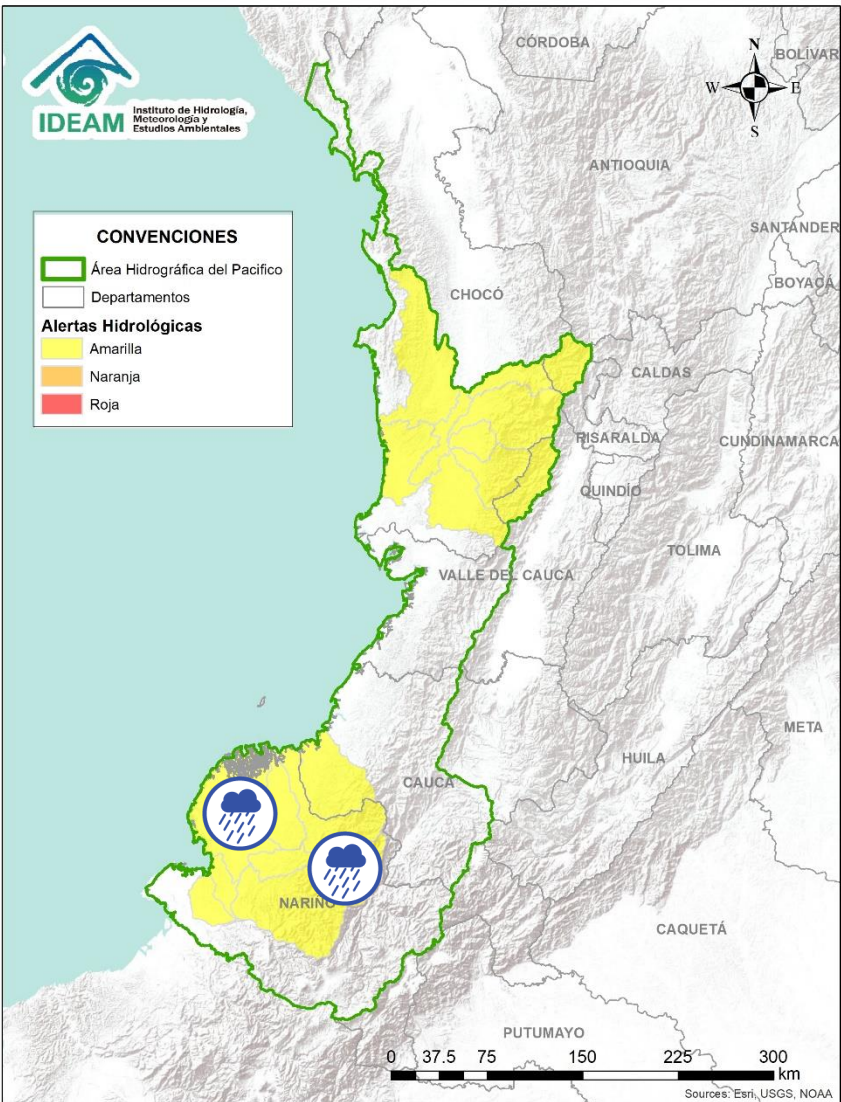 IDEAM
Instituto de Hidrología,
Meteorología y
Estudios Ambientales
N
W
E
S
CÓRDOBA
BOLÍVAR
ANTIOQUIA
SANTANDER
BOYACÁ
CHOCÓ
CALDAS
RISARALDA
CUNDINAMARCA
QUINDÍO
TOLIMA
VALLE DEL CAUCA
META
HUILA
CAUCA
NARIÑO
CAQUETÁ
PUTUMAYO
CONVENCIONES
Área Hidrográfica del Pacifico
Departamentos
Alertas Hidrológicas
Amarilla
Naranja
Roja
0 37.5 75 150 225 300
km
Sources: Esri, USGS, NOAA